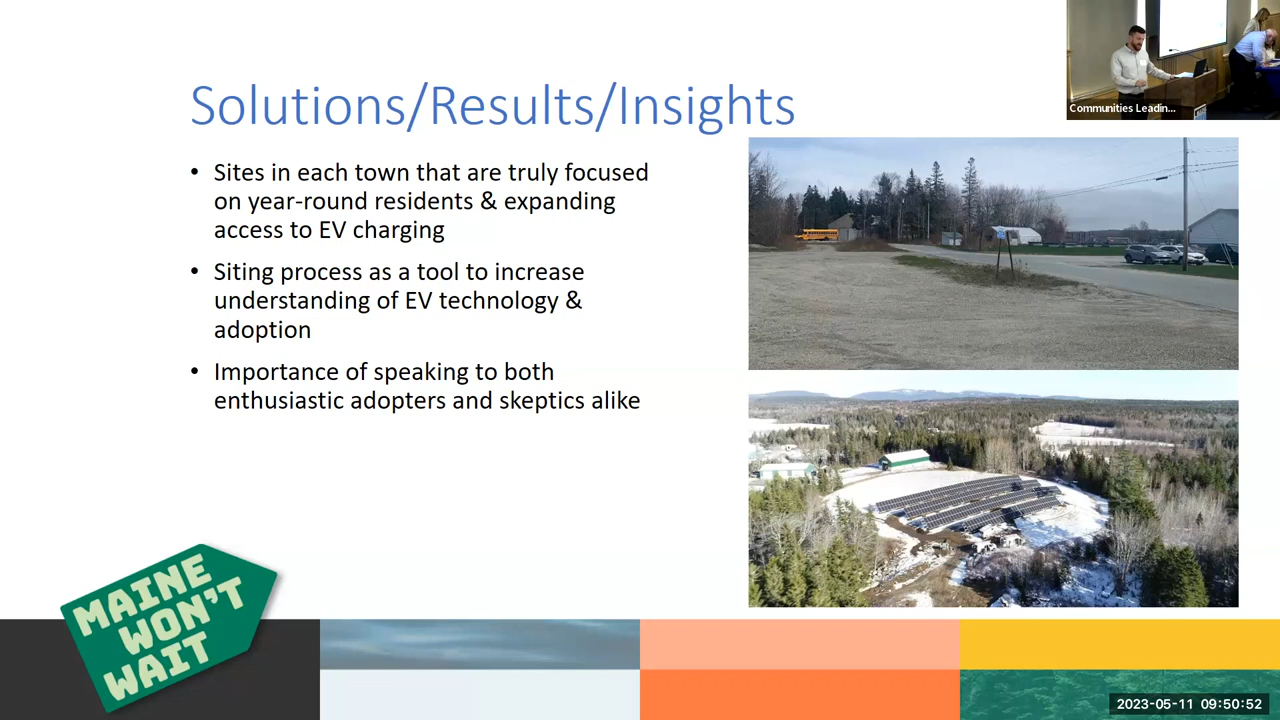 Communities Leadin...
Solutions/Results/Insights
• Sites in each town that are truly focused
on year-round residents & expanding
access to EV charging
• Siting process as a tool to increase
understanding of EV technology &
adoption
• Importance of speaking to both
enthusiastic adopters and skeptics alike
MAINE
WON'T
WAIT
2023-05-11 09:50:52